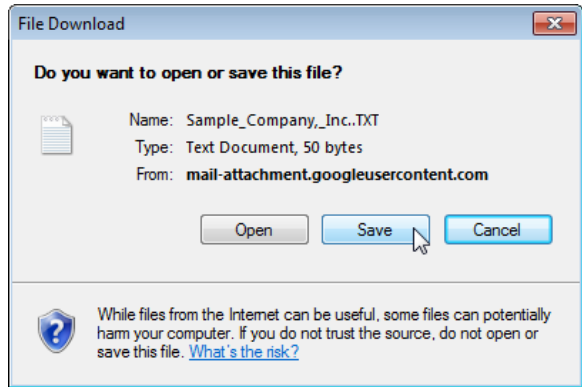 File Download
Do you want to open or save this file?
Name: Sample_Company,_Inc..TXT
Type: Text Document, 50 bytes
From: mail-attachment.googleusercontent.com
Open Save Cancel
While files from the Internet can be useful, some files can potentially
harm your computer. If you do not trust the source, do not open or
save this file. What's the risk?